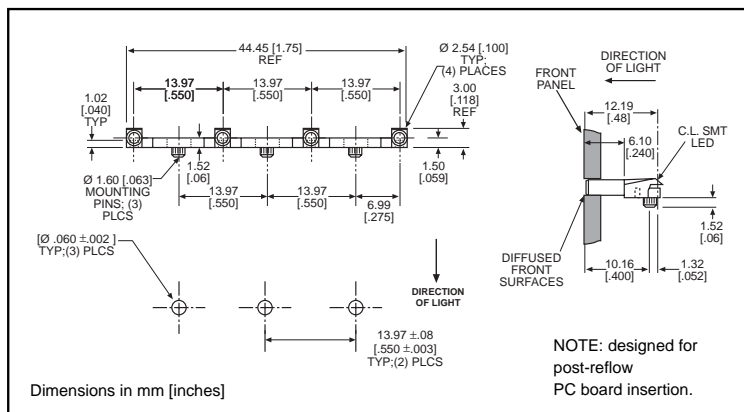 44.45 [1.75]
REF
Ø 2.54 [.100]
TYP;
(4) PLACES
13.97
[.550]
13.97
[.550]
13.97
[.550]
3.00
[.118]
REF
1.02
[.040]
TYP
1.52
[.06]
1.50
[.059]
Ø 1.60 [.063]
MOUNTING
PINS; (3)
PLCS
13.97
[.550]
13.97
[.550]
6.99
[.275]
[Ø .060 ±.002 ]
TYP;(3) PLCS
DIRECTION
OF LIGHT
13.97 ±.08
[.550 ±.003]
TYP;(2) PLCS
Dimensions in mm [inches]
DIRECTION
OF LIGHT
FRONT
PANEL
12.19
[.48]
6.10
[.240]
C.L. SMT
LED
1.52
[.06]
DIFFUSED
FRONT
SURFACES
10.16
[.400]
1.32
[.052]
NOTE: designed for
post-reflow
PC board insertion.